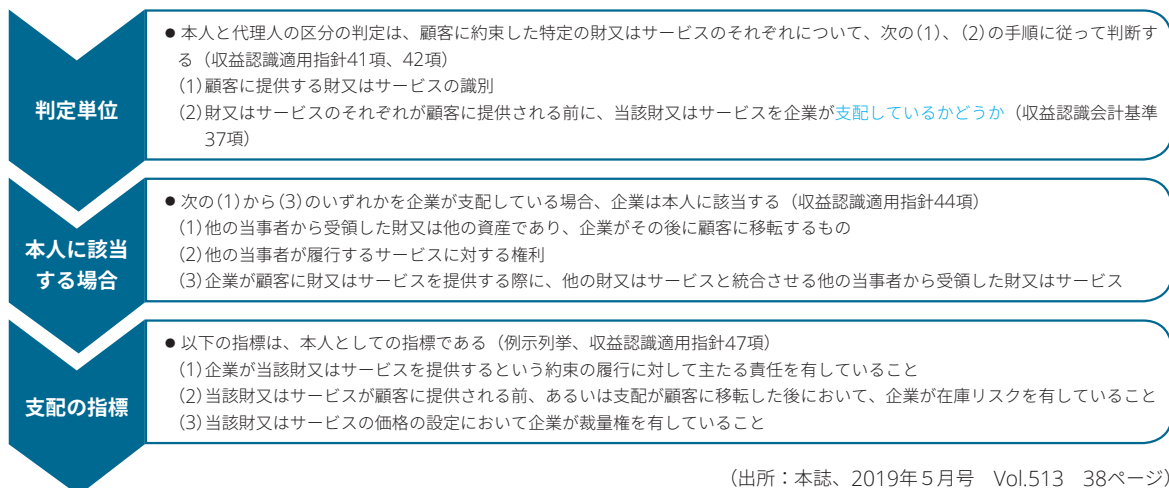 判定単位
● 本人と代理人の区分の判定は、顧客に約束した特定の財又はサービスのそれぞれについて、次の(1)、(2)の手順に従って判断す
る（収益認識適用指針41項、42項）
(1)顧客に提供する財又はサービスの識別
(2)財又はサービスのそれぞれが顧客に提供される前に、当該財又はサービスを企業が支配しているかどうか（収益認識会計基準
37項）
本人に該当
する場合
● 次の(1)から(3)のいずれかを企業が支配している場合、企業は本人に該当する（収益認識適用指針44項）
(1)他の当事者から受領した財又は他の資産であり、企業がその後に顧客に移転するもの
(2)他の当事者が履行するサービスに対する権利
(3)企業が顧客に財又はサービスを提供する際に、他の財又はサービスと統合させる他の当事者から受領した財又はサービス
支配の指標
● 以下の指標は、本人としての指標である（例示列挙、収益認識適用指針47項）
(1)企業が当該財又はサービスを提供するという約束の履行に対して主たる責任を有していること
(2)当該財又はサービスが顧客に提供される前、あるいは支配が顧客に移転した後において、企業が在庫リスクを有していること
(3)当該財又はサービスの価格の設定において企業が裁量権を有していること
（出所：本誌、2019年５月号　Vol.513　38ページ）